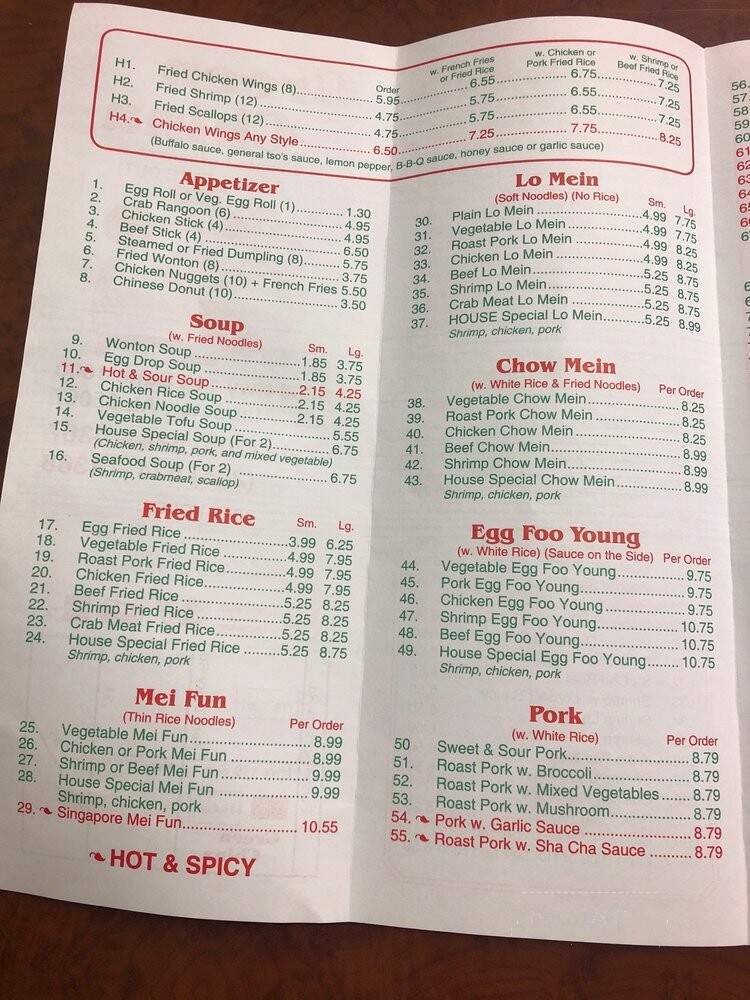 w. French Fries or Fried Rice
w. Chicken or Pork Fried Rice
w. Shrimp or Beef Fried Rice
Order
H1. Fried Chicken Wings (8) 5.95 6.55 6.75 7.25
H2. Fried Shrimp (12) 4.75 5.75 6.55 7.25
H3. Fried Scallops (12) 4.75 5.75 6.55 7.25
H4. Chicken Wings Any Style 6.50 7.25 7.75 8.25
(Buffalo sauce, general tso's sauce, lemon pepper, B-B-Q sauce, honey sauce or garlic sauce)
Appetizer
1. Egg Roll or Veg. Egg Roll (1) 1.30
2. Crab Rangoon (6) 4.95
3. Chicken Stick (4) 4.95
4. Beef Stick (4) 6.50
5. Steamed or Fried Dumpling (8) 5.75
6. Fried Wonton (8) 3.75
7. Chicken Nuggets (10) + French Fries 5.50
8. Chinese Donut (10) 3.50
Soup
(w. Fried Noodles) Sm. Lg.
9. Wonton Soup 1.85 3.75
10. Egg Drop Soup 1.85 3.75
11. Hot & Sour Soup 2.15 4.25
12. Chicken Rice Soup 2.15 4.25
13. Chicken Noodle Soup 2.15 4.25
14. Vegetable Tofu Soup 5.55
15. House Special Soup (For 2) 6.75
(Chicken, shrimp, pork, and mixed vegetable)
16. Seafood Soup (For 2) 6.75
(Shrimp, crabmeat, scallop)
Fried Rice Sm. Lg.
17. Egg Fried Rice 3.99 6.25
18. Vegetable Fried Rice 4.99 7.95
19. Roast Pork Fried Rice 4.99 7.95
20. Chicken Fried Rice 4.99 7.95
21. Beef Fried Rice 5.25 8.25
22. Shrimp Fried Rice 5.25 8.25
23. Crab Meat Fried Rice 5.25 8.25
24. House Special Fried Rice 5.25 8.75
Shrimp, chicken, pork
Mei Fun
(Thin Rice Noodles) Per Order
25. Vegetable Mei Fun 8.99
26. Chicken or Pork Mei Fun 8.99
27. Shrimp or Beef Mei Fun 9.99
28. House Special Mei Fun 9.99
Shrimp, chicken, pork
29. Singapore Mei Fun 10.55
HOT & SPICY
Lo Mein
(Soft Noodles) (No Rice) Sm. Lg.
30. Plain Lo Mein 4.99 7.75
31. Vegetable Lo Mein 4.99 7.75
32. Roast Pork Lo Mein 4.99 8.25
33. Chicken Lo Mein 4.99 8.25
34. Beef Lo Mein 5.25 8.75
35. Shrimp Lo Mein 5.25 8.75
36. Crab Meat Lo Mein 5.25 8.75
37. HOUSE Special Lo Mein 5.25 8.99
Shrimp, chicken, pork
Chow Mein
(w. White Rice & Fried Noodles) Per Order
38. Vegetable Chow Mein 8.25
39. Roast Pork Chow Mein 8.25
40. Chicken Chow Mein 8.25
41. Beef Chow Mein 8.99
42. Shrimp Chow Mein 8.99
43. House Special Chow Mein 8.99
Shrimp, chicken, pork
Egg Foo Young
(w. White Rice) (Sauce on the Side) Per Order
44. Vegetable Egg Foo Young 9.75
45. Pork Egg Foo Young 9.75
46. Chicken Egg Foo Young 9.75
47. Shrimp Egg Foo Young 10.75
48. Beef Egg Foo Young 10.75
49. House Special Egg Foo Young 10.75
Shrimp, chicken, pork
Pork
(w. White Rice) Per Order
50 Sweet & Sour Pork 8.79
51. Roast Pork w. Broccoli 8.79
52. Roast Pork w. Mixed Vegetables 8.79
53. Roast Pork w. Mushroom 8.79
54. Pork w. Garlic Sauce 8.79
55. Roast Pork w. Sha Cha Sauce 8.79